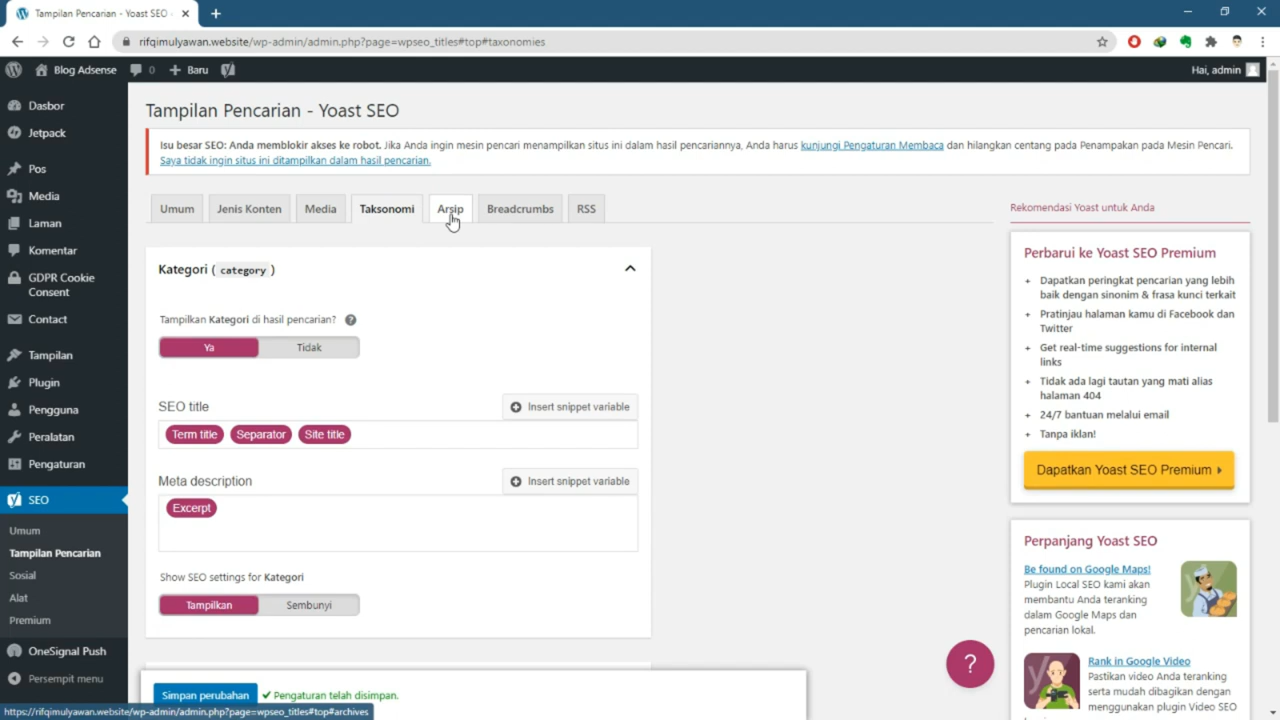 Tampilan Pencarian - Yoast SEO -
rifqimulyawan.website/wp-admin/admin.php?page=wpseo_titles#top#taxonomies
Blog Adsense
0
Baru
Hai, admin
Dasbor
Jetpack
Pos
Media
Laman
Komentar
GDPR Cookie
Consent
Contact
Tampilan
Plugin
Pengguna
Peralatan
Pengaturan
SEO
Umum
Tampilan Pencarian
Sosial
Alat
Premium
OneSignal Push
Persempit menu
Tampilan Pencarian - Yoast SEO
Isu besar SEO: Anda memblokir akses ke robot. Jika Anda ingin mesin pencari menampilkan situs ini dalam hasil pencariannya, Anda harus kunjungi Pengaturan Membaca dan hilangkan centang pada Penampakan pada Mesin Pencari.
Saya tidak ingin situs ini ditampilkan dalam hasil pencarian.
Umum
Jenis Konten
Media
Taksonomi
Arsip
Breadcrumbs
RSS
Kategori ( category )
Tampilkan Kategori di hasil pencarian? ?
Ya
Tidak
SEO title
Insert snippet variable
Term title
Separator
Site title
Meta description
Insert snippet variable
Excerpt
Show SEO settings for Kategori
Tampilkan
Sembunyi
Simpan perubahan
✔ Pengaturan telah disimpan.
https://rifqimulyawan.website/wp-admin/admin.php?page=wpseo_titles#top#archives
Rekomendasi Yoast untuk Anda
Perbarui ke Yoast SEO Premium
+ Dapatkan peringkat pencarian yang lebih
baik dengan sinonim & frasa kunci terkait
+ Pratinjau halaman kamu di Facebook dan
Twitter
+ Get real-time suggestions for internal
links
+ Tidak ada lagi tautan yang mati alias
halaman 404
+ 24/7 bantuan melalui email
+ Tanpa iklan!
Dapatkan Yoast SEO Premium
Perpanjang Yoast SEO
Be found on Google Maps!
Plugin Local SEO kami akan
membantu Anda teranking
dalam Google Maps dan
pencarian lokal.
Rank in Google Video
Pastikan video Anda teranking
serta mudah dibagikan dengan
menggunakan plugin Video SEO
?